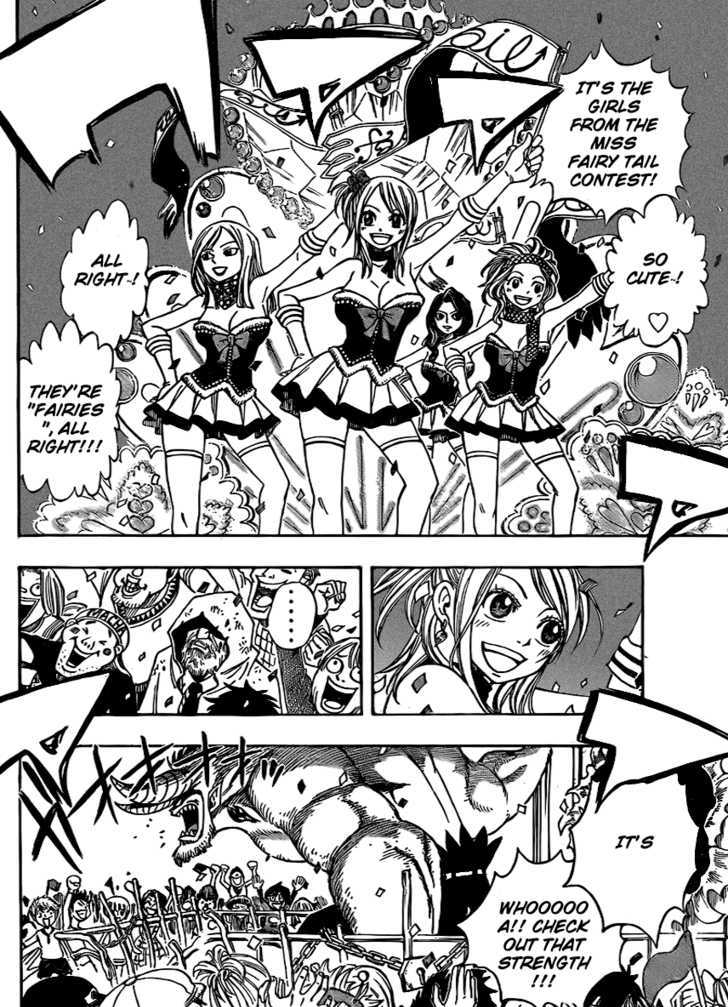 IT'S THE
GIRLS
FROM THE
MISS
FAIRY TAIL
CONTEST!
SO
CUTE~!
♡
ALL
RIGHT~!
THEY'RE
"FAIRIES
", ALL
RIGHT!!!
......
IT'S
WHOOOOO
A!! CHECK
OUT THAT
STRENGTH
!!!